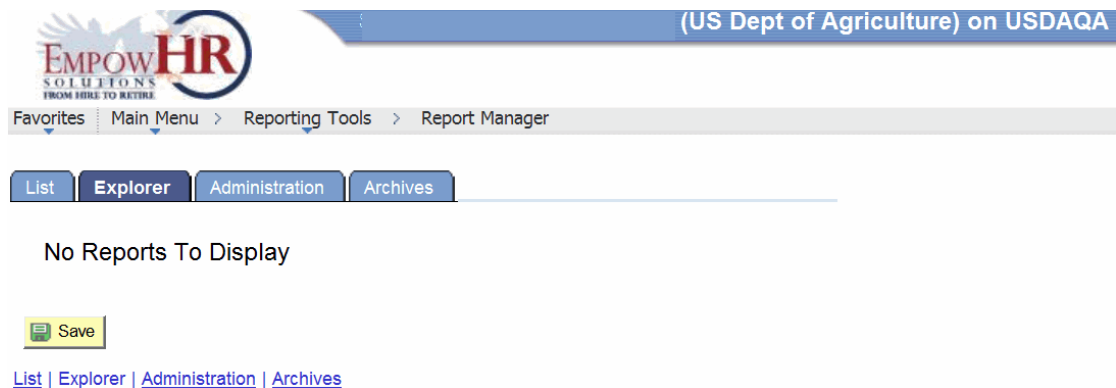 (US Dept of Agriculture) on USDAQA
EMPOWHR
SOLUTIONS
FROM HIRE TO RETIRE
Favorites Main Menu > Reporting Tools > Report Manager
List Explorer Administration Archives
No Reports To Display
Save
List | Explorer | Administration | Archives